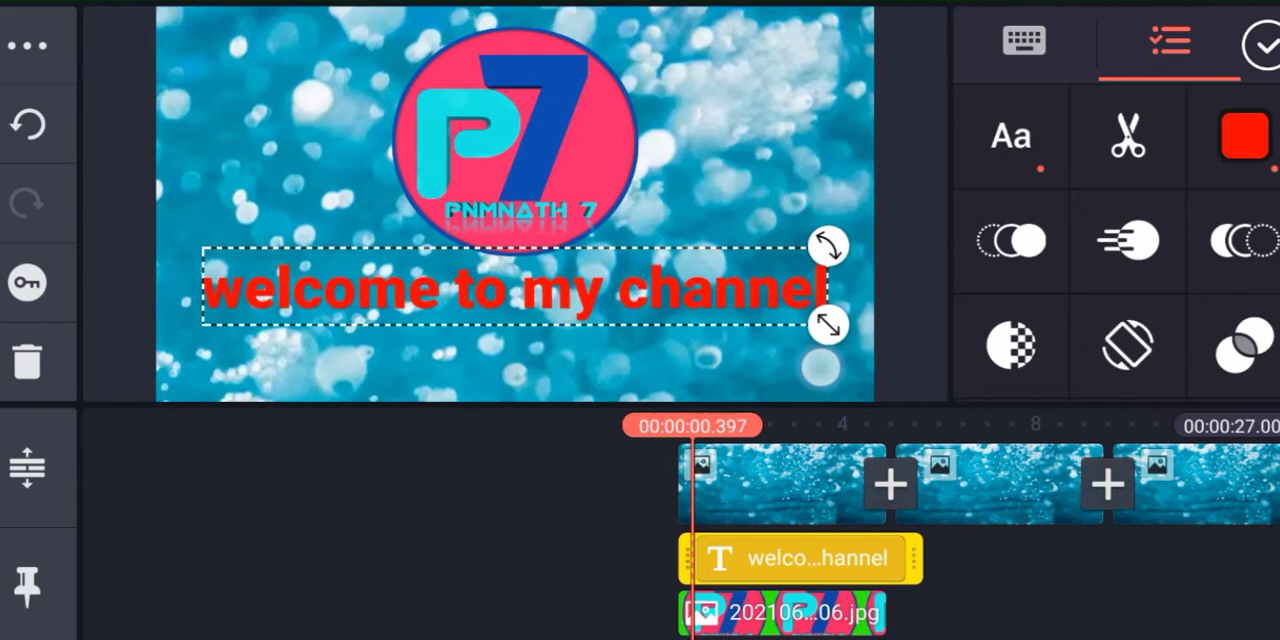 P7
PNMNATH 7
welcome to my channel
Aa
00:00:00.397
4
8
00:00:27.00
T welco...hannel
202106...06.jpg